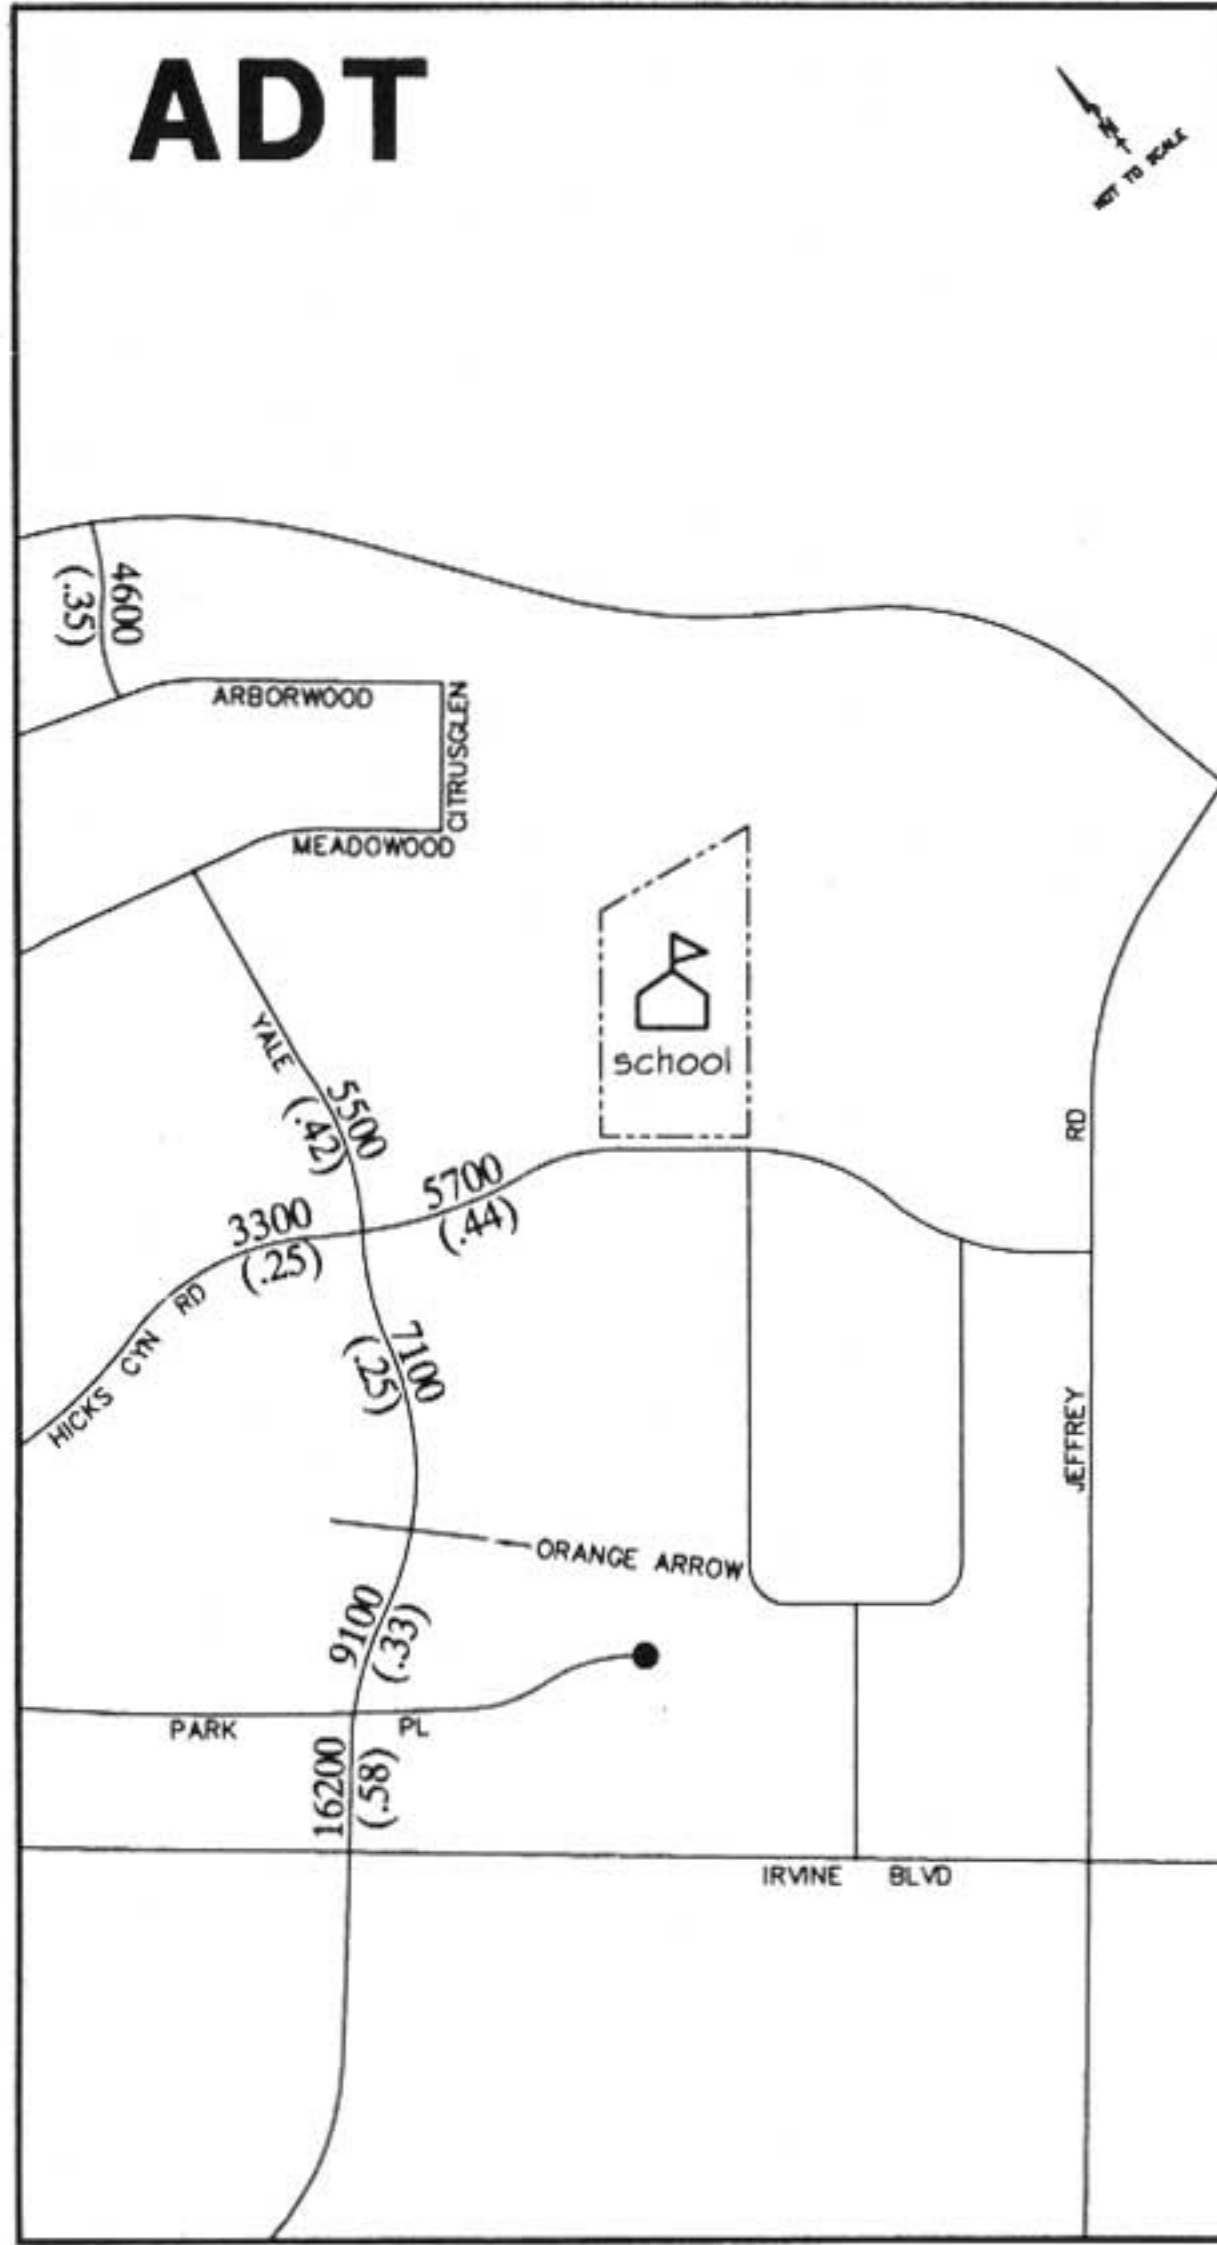 ADT
N
NOT TO SCALE
4600
(.35)
ARBORWOOD
CITRUSGLEN
MEADOWOOD
YALE
5500
(.42)
school
RD
5700
(.44)
3300
(.25)
HICKS CYN RD
7100
(.25)
JEFFREY
ORANGE ARROW
9100
(.33)
PARK PL
16200
(.58)
IRVINE BLVD